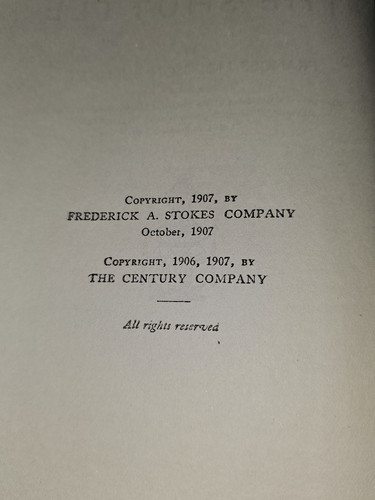 COPYRIGHT, 1907, BY
FREDERICK A. STOKES COMPANY
October, 1907
COPYRIGHT, 1906, 1907, BY
THE CENTURY COMPANY
All rights reserved